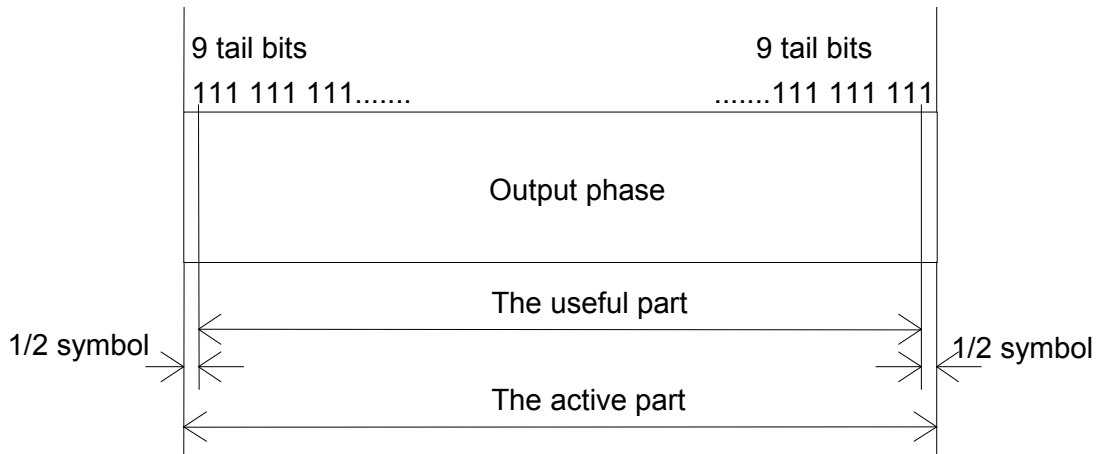 9 tail bits 9 tail bits
111 111 111....... .......111 111 111
Output phase
The useful part
1/2 symbol 1/2 symbol
The active part